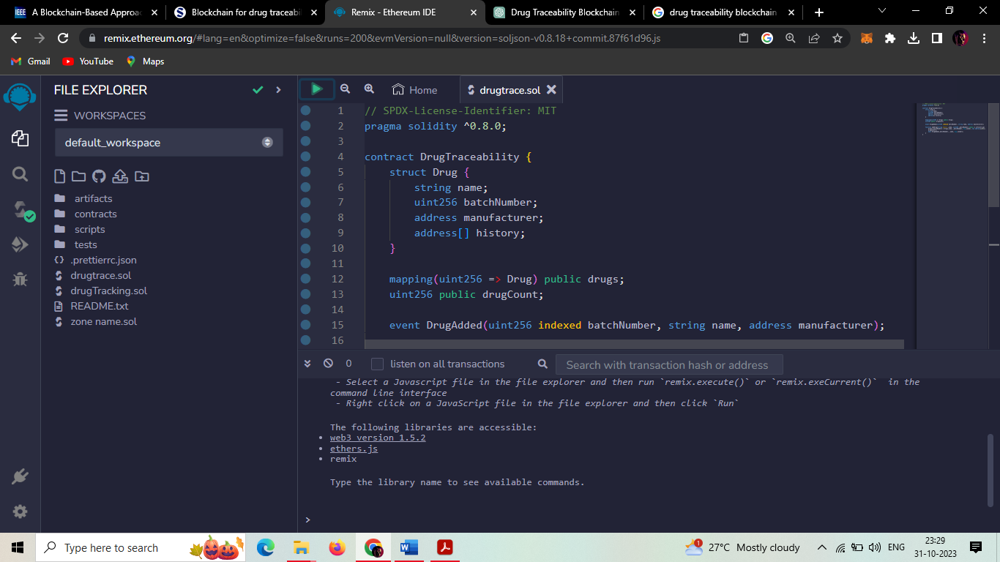 A Blockchain-Based Approac
Blockchain for drug traceabi
Remix - Ethereum IDE
Drug Traceability Blockchain
drug traceability blockchain
remix.ethereum.org/#lang=en&optimize=false&runs=200&evmVersion=null&version=soljson-v0.8.18+commit.87f61d96.js
Gmail
YouTube
Maps
FILE EXPLORER
WORKSPACES
default_workspace
artifacts
contracts
scripts
tests
.prettierrc.json
drugtrace.sol
drugTracking.sol
README.txt
zone name.sol
Home
drugtrace.sol
1 // SPDX-License-Identifier: MIT
2 pragma solidity ^0.8.0;
3
4 contract DrugTraceability {
5 struct Drug {
6 string name;
7 uint256 batchNumber;
8 address manufacturer;
9 address[] history;
10 }
11
12 mapping(uint256 => Drug) public drugs;
13 uint256 public drugCount;
14
15 event DrugAdded(uint256 indexed batchNumber, string name, address manufacturer);
16
0
listen on all transactions
Search with transaction hash or address
- Select a Javascript file in the file explorer and then run `remix.execute()` or `remix.exeCurrent()` in the
command line interface
- Right click on a JavaScript file in the file explorer and then click `Run`
The following libraries are accessible:
• web3 version 1.5.2
• ethers.js
• remix
Type the library name to see available commands.
>
Type here to search
1
27°C Mostly cloudy
ENG
23:29
31-10-2023